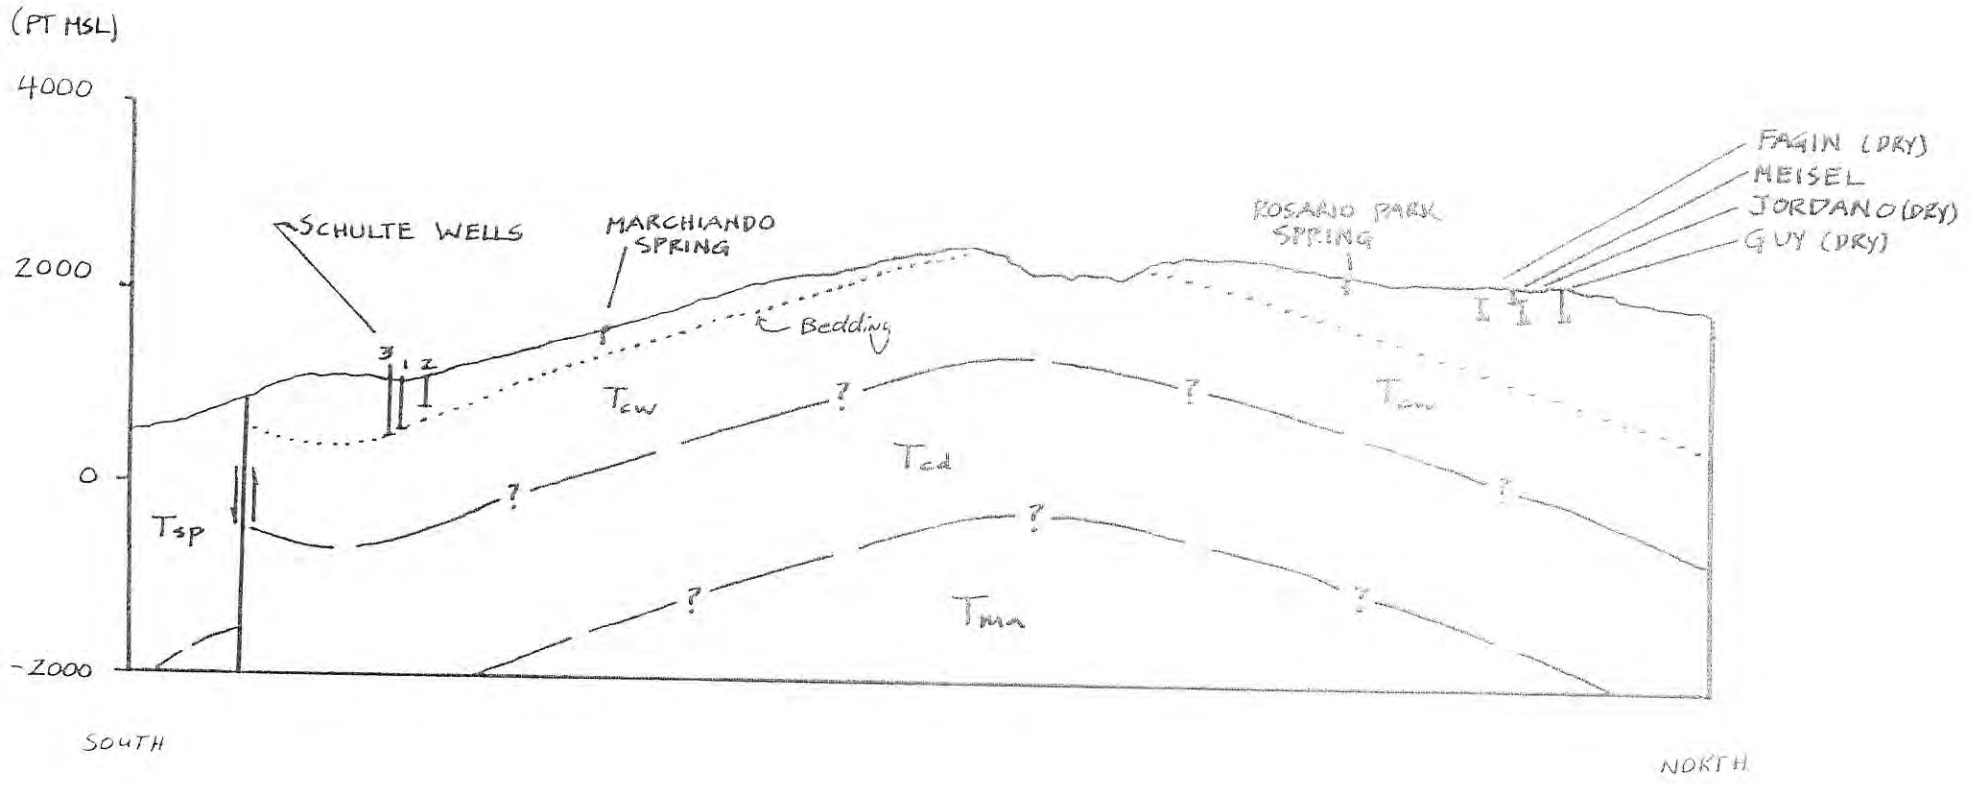 (FT MSL)
4000
2000
0
-2000
SCHULTE WELLS
3
1
2
MARCHIANDO
SPRING
ROSARIO PARK
SPRING
FAGIN (DRY)
MEISEL
JORDANO (DRY)
GUY (DRY)
Bedding
Tcw
Tcw
?
?
?
?
Tcd
Tsp
?
?
?
Tma
SOUTH
NORTH